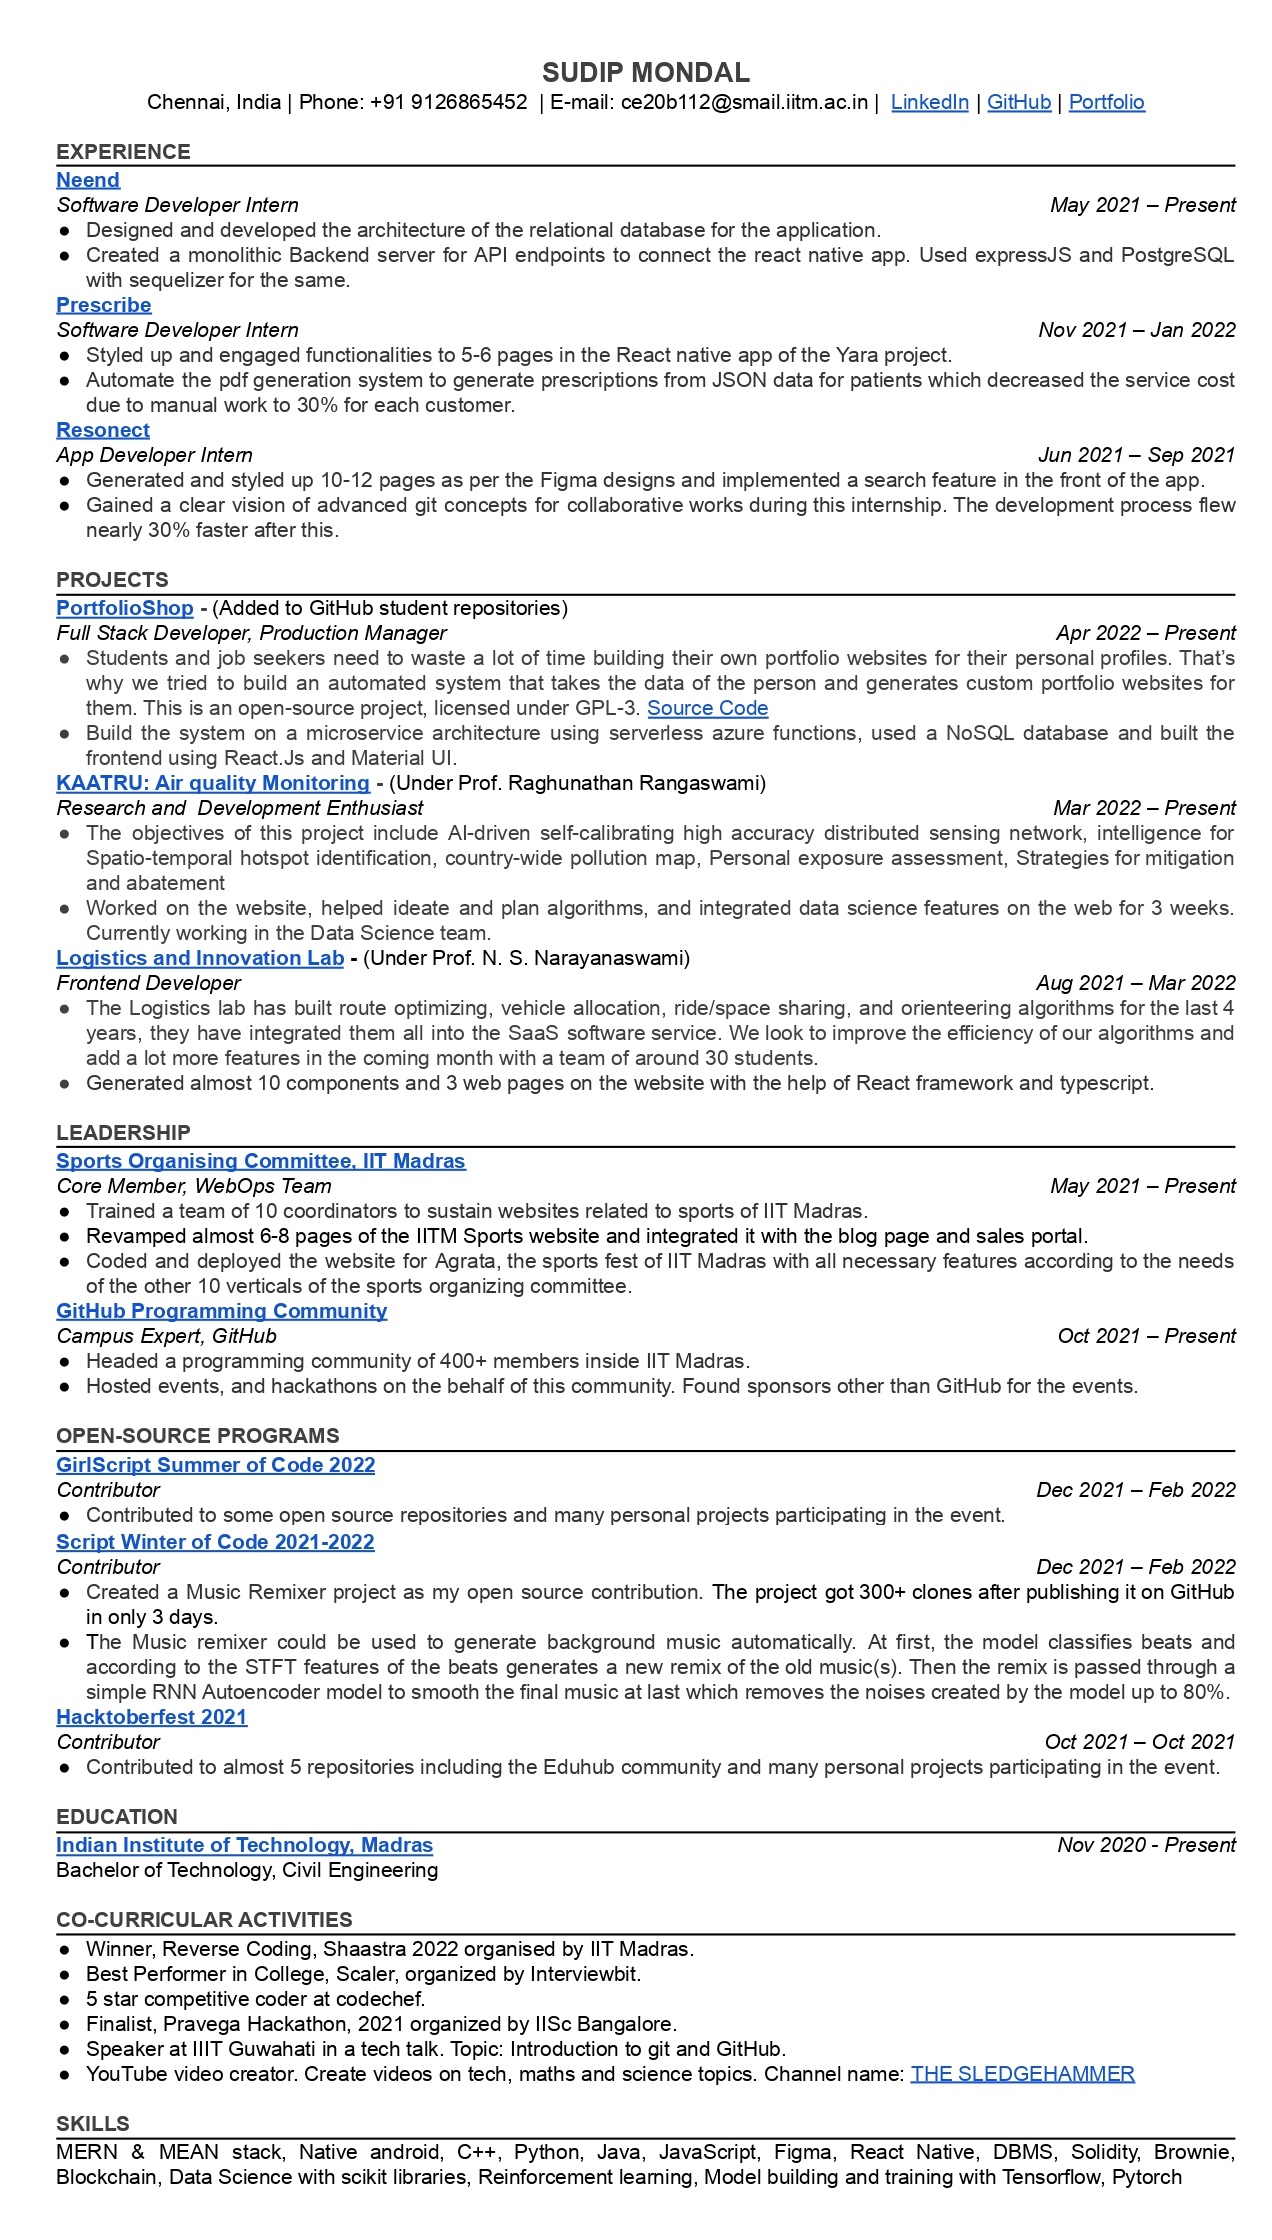 SUDIP MONDAL
Chennai, India | Phone: +91 9126865452 | E-mail: ce20b112@smail.iitm.ac.in | LinkedIn | GitHub | Portfolio
EXPERIENCE
Neend
Software Developer Intern May 2021 – Present
● Designed and developed the architecture of the relational database for the application.
● Created a monolithic Backend server for API endpoints to connect the react native app. Used expressJS and PostgreSQL
with sequelizer for the same.
Prescribe
Software Developer Intern Nov 2021 – Jan 2022
● Styled up and engaged functionalities to 5-6 pages in the React native app of the Yara project.
● Automate the pdf generation system to generate prescriptions from JSON data for patients which decreased the service cost
due to manual work to 30% for each customer.
Resonect
App Developer Intern Jun 2021 – Sep 2021
● Generated and styled up 10-12 pages as per the Figma designs and implemented a search feature in the front of the app.
● Gained a clear vision of advanced git concepts for collaborative works during this internship. The development process flew
nearly 30% faster after this.
PROJECTS
PortfolioShop - (Added to GitHub student repositories)
Full Stack Developer, Production Manager Apr 2022 – Present
● Students and job seekers need to waste a lot of time building their own portfolio websites for their personal profiles. That’s
why we tried to build an automated system that takes the data of the person and generates custom portfolio websites for
them. This is an open-source project, licensed under GPL-3. Source Code
● Build the system on a microservice architecture using serverless azure functions, used a NoSQL database and built the
frontend using React.Js and Material UI.
KAATRU: Air quality Monitoring - (Under Prof. Raghunathan Rangaswami)
Research and Development Enthusiast Mar 2022 – Present
● The objectives of this project include AI-driven self-calibrating high accuracy distributed sensing network, intelligence for
Spatio-temporal hotspot identification, country-wide pollution map, Personal exposure assessment, Strategies for mitigation
and abatement
● Worked on the website, helped ideate and plan algorithms, and integrated data science features on the web for 3 weeks.
Currently working in the Data Science team.
Logistics and Innovation Lab - (Under Prof. N. S. Narayanaswami)
Frontend Developer Aug 2021 – Mar 2022
● The Logistics lab has built route optimizing, vehicle allocation, ride/space sharing, and orienteering algorithms for the last 4
years, they have integrated them all into the SaaS software service. We look to improve the efficiency of our algorithms and
add a lot more features in the coming month with a team of around 30 students.
● Generated almost 10 components and 3 web pages on the website with the help of React framework and typescript.
LEADERSHIP
Sports Organising Committee, IIT Madras
Core Member, WebOps Team May 2021 – Present
● Trained a team of 10 coordinators to sustain websites related to sports of IIT Madras.
● Revamped almost 6-8 pages of the IITM Sports website and integrated it with the blog page and sales portal.
● Coded and deployed the website for Agrata, the sports fest of IIT Madras with all necessary features according to the needs
of the other 10 verticals of the sports organizing committee.
GitHub Programming Community
Campus Expert, GitHub Oct 2021 – Present
● Headed a programming community of 400+ members inside IIT Madras.
● Hosted events, and hackathons on the behalf of this community. Found sponsors other than GitHub for the events.
OPEN-SOURCE PROGRAMS
GirlScript Summer of Code 2022
Contributor Dec 2021 – Feb 2022
● Contributed to some open source repositories and many personal projects participating in the event.
Script Winter of Code 2021-2022
Contributor Dec 2021 – Feb 2022
● Created a Music Remixer project as my open source contribution. The project got 300+ clones after publishing it on GitHub
in only 3 days.
● The Music remixer could be used to generate background music automatically. At first, the model classifies beats and
according to the STFT features of the beats generates a new remix of the old music(s). Then the remix is passed through a
simple RNN Autoencoder model to smooth the final music at last which removes the noises created by the model up to 80%.
Hacktoberfest 2021
Contributor Oct 2021 – Oct 2021
● Contributed to almost 5 repositories including the Eduhub community and many personal projects participating in the event.
EDUCATION
Indian Institute of Technology, Madras Nov 2020 - Present
Bachelor of Technology, Civil Engineering
CO-CURRICULAR ACTIVITIES
● Winner, Reverse Coding, Shaastra 2022 organised by IIT Madras.
● Best Performer in College, Scaler, organized by Interviewbit.
● 5 star competitive coder at codechef.
● Finalist, Pravega Hackathon, 2021 organized by IISc Bangalore.
● Speaker at IIIT Guwahati in a tech talk. Topic: Introduction to git and GitHub.
● YouTube video creator. Create videos on tech, maths and science topics. Channel name: THE SLEDGEHAMMER
SKILLS
MERN & MEAN stack, Native android, C++, Python, Java, JavaScript, Figma, React Native, DBMS, Solidity, Brownie,
Blockchain, Data Science with scikit libraries, Reinforcement learning, Model building and training with Tensorflow, Pytorch